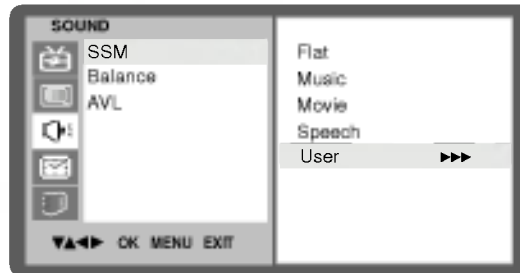 SOUND
SSM
Balance
AVL
▼▲◀▶ OK MENU EXIT
Flat
Music
Movie
Speech
User ▶▶▶